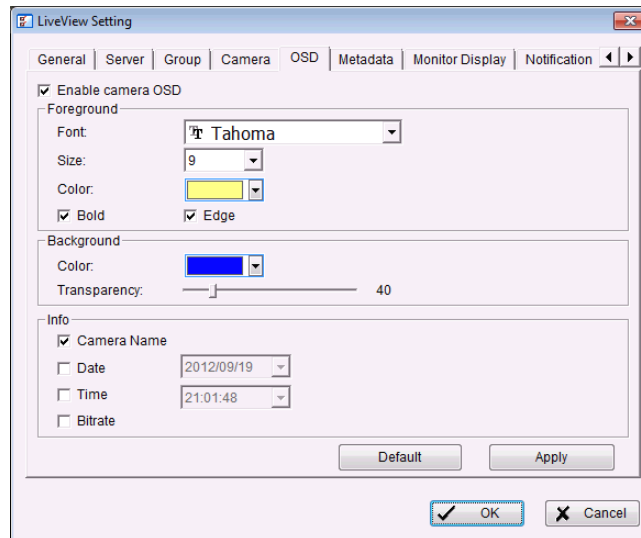 LiveView Setting
General Server Group Camera OSD Metadata Monitor Display Notification
Enable camera OSD
Foreground
Font: Tahoma
Size: 9
Color:
Bold Edge
Background
Color:
Transparency: 40
Info
Camera Name
Date 2012/09/19
Time 21:01:48
Bitrate
Default Apply
OK Cancel